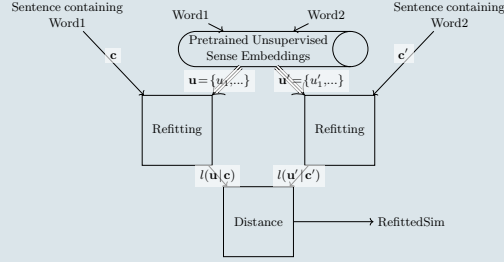 Sentence containing
Word1
Word1
Word2
Sentence containing
Word2
Pretrained Unsupervised
Sense Embeddings
c
c′
u={u₁,...}
u′={u′₁,...}
Refitting
Refitting
l(u|c)
l(u′|c′)
Distance
RefittedSim